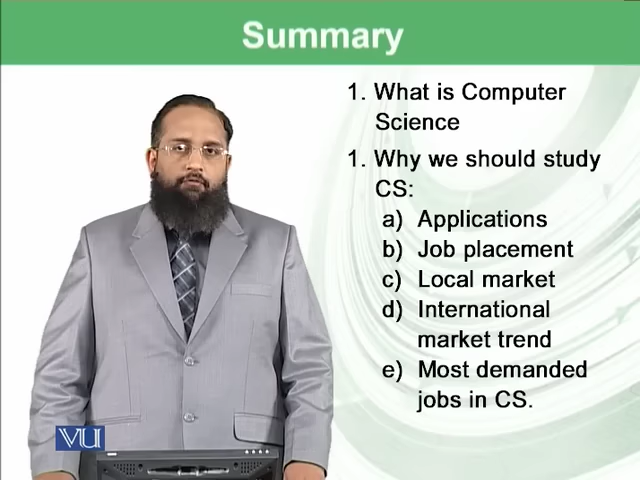 Summary
1. What is Computer
Science
1. Why we should study
CS:
a) Applications
b) Job placement
c) Local market
d) International
market trend
e) Most demanded
jobs in CS.
VU